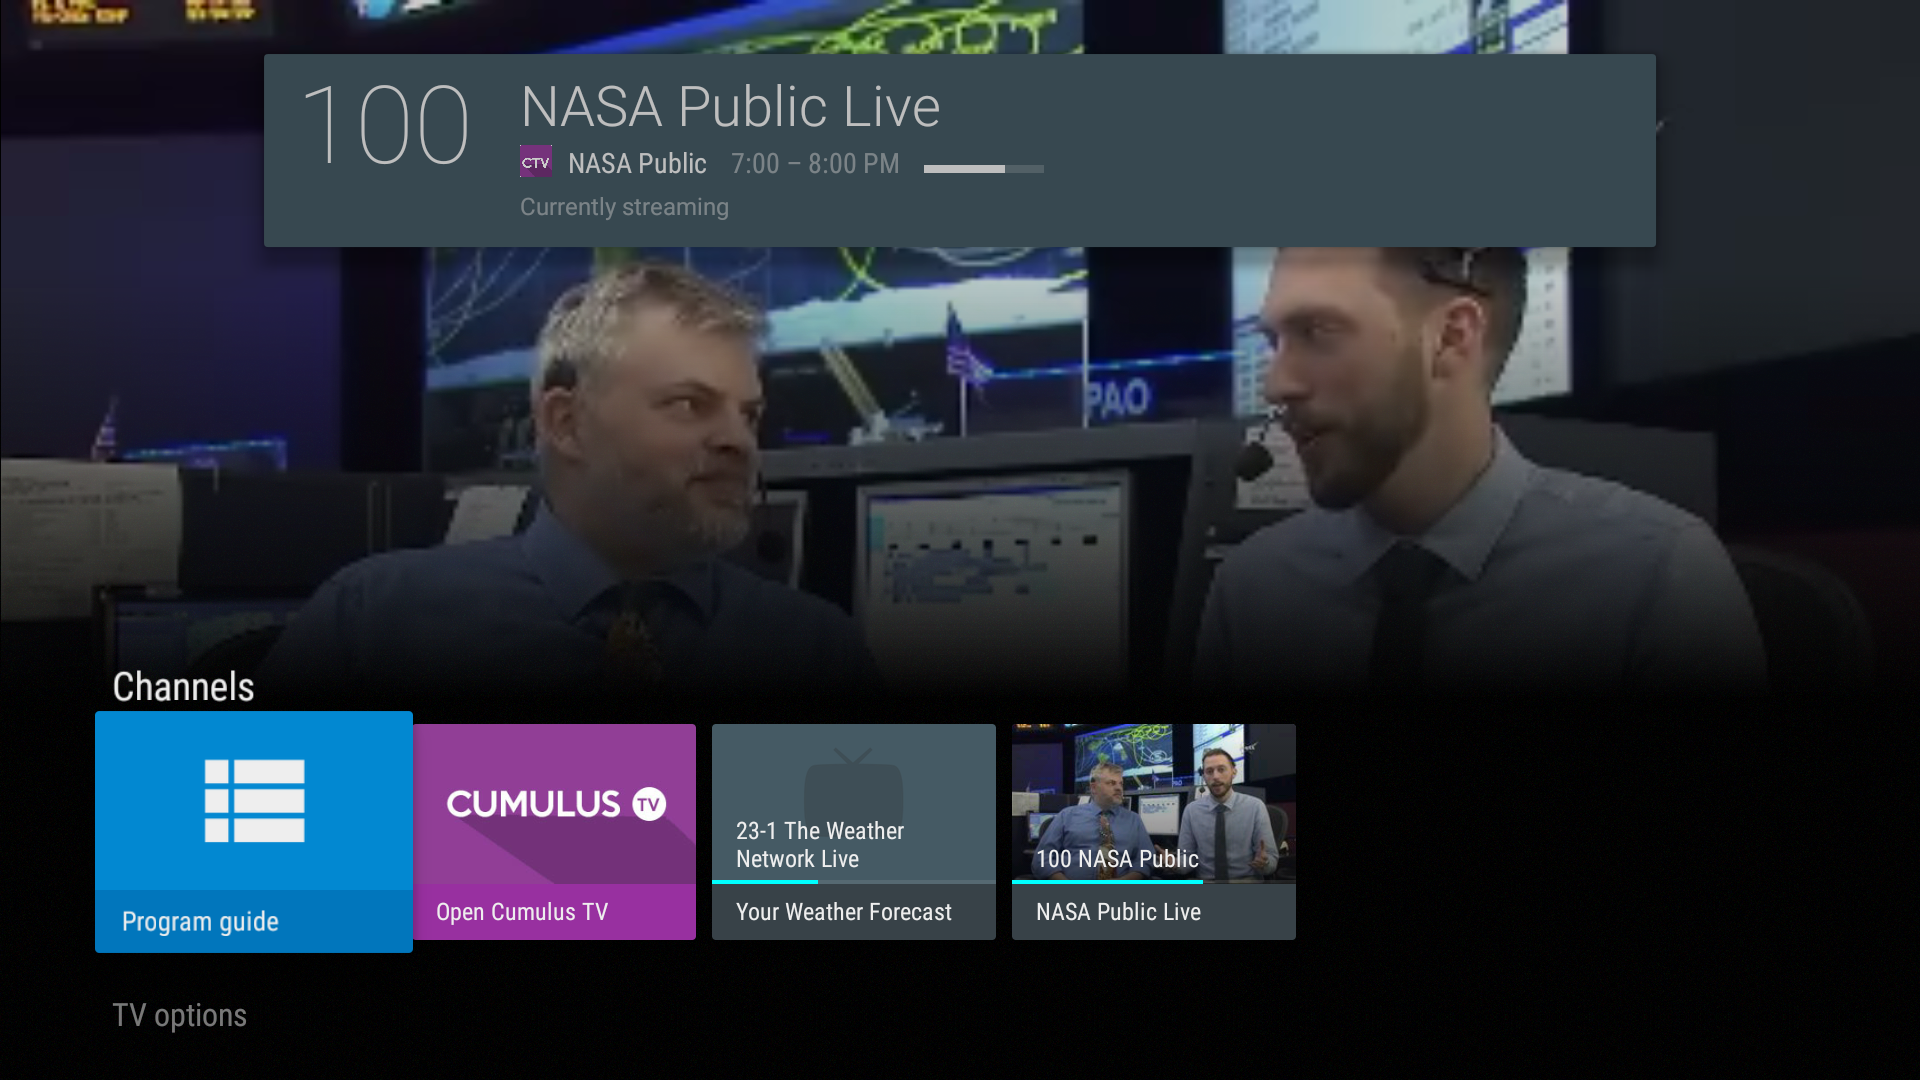 100
NASA Public Live
CTV NASA Public 7:00 – 8:00 PM
Currently streaming
PAO
Channels
CUMULUS TV
23-1 The Weather
Network Live
100 NASA Public
Program guide
Open Cumulus TV
Your Weather Forecast
NASA Public Live
TV options